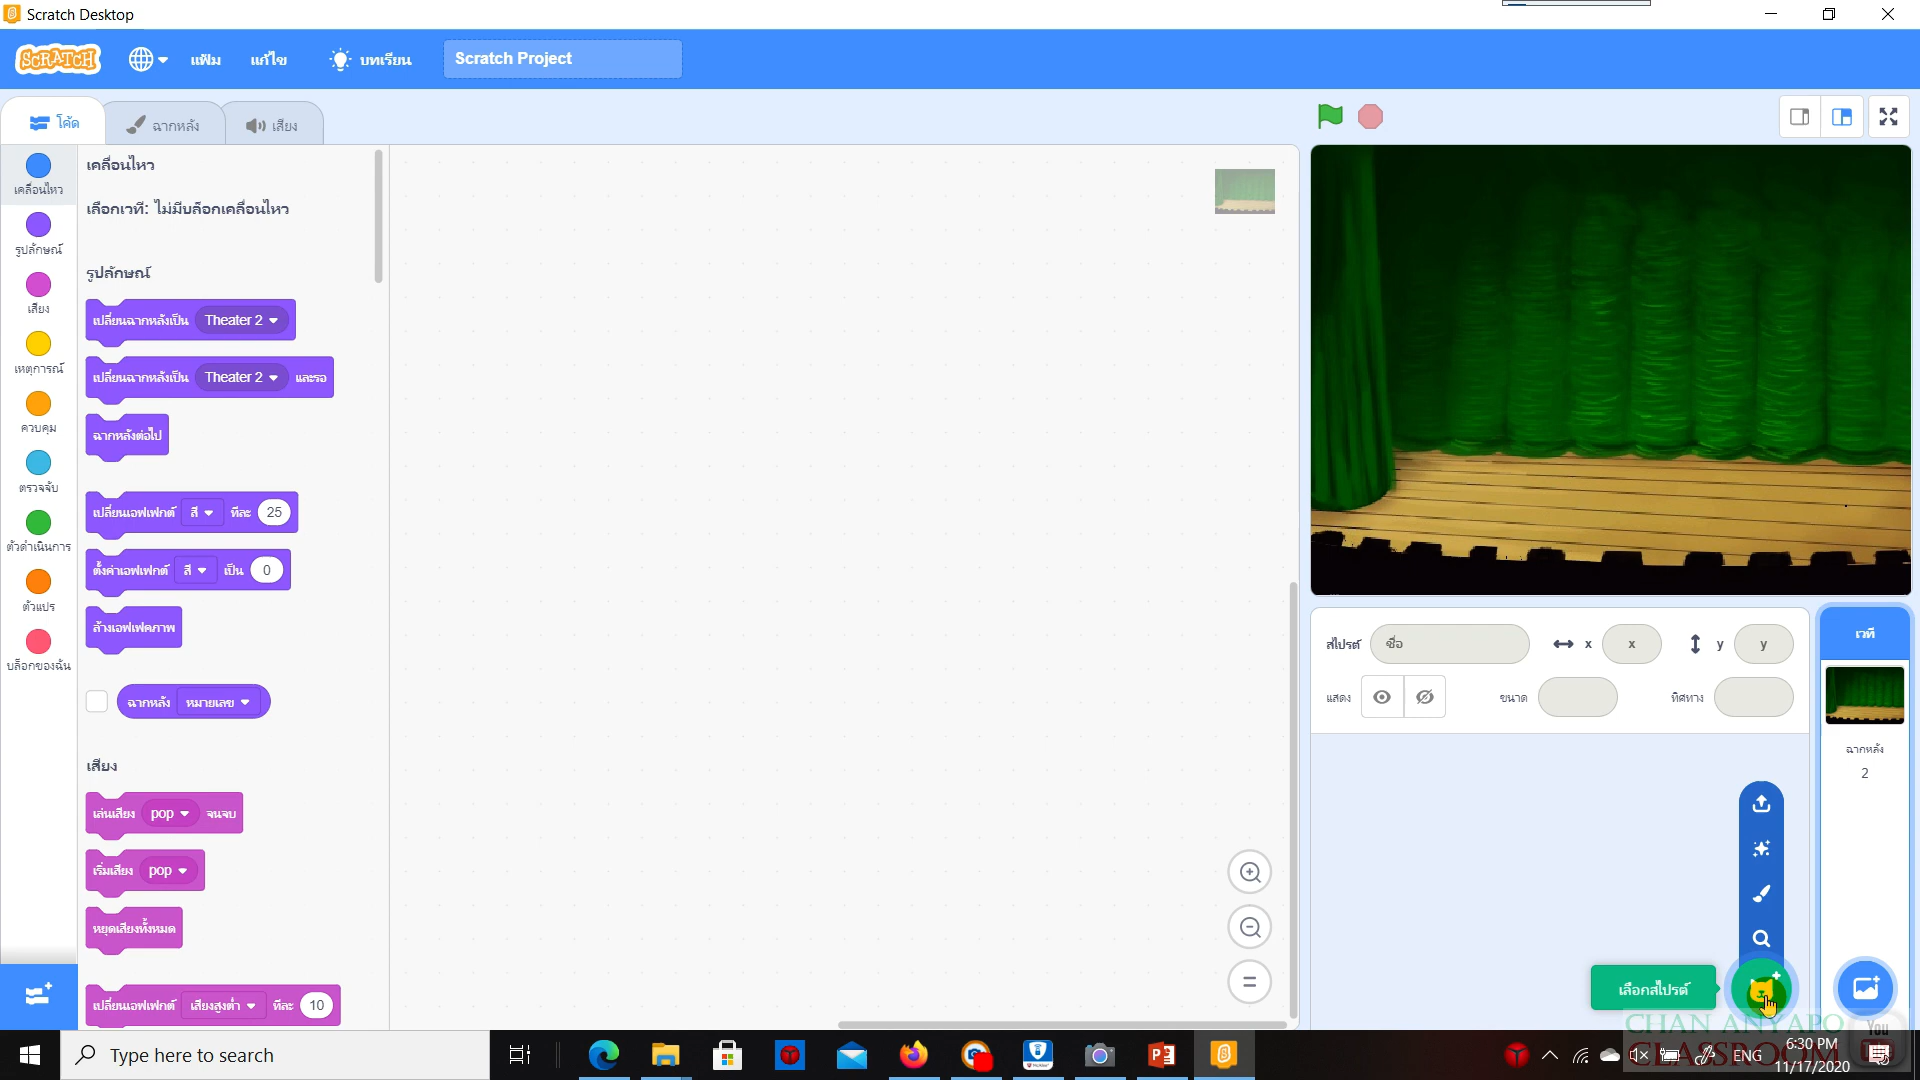 Scratch Desktop
SCRATCH
แฟ้ม
แก้ไข
บทเรียน
Scratch Project
โค้ด
ฉากหลัง
เสียง
เคลื่อนไหว
รูปลักษณ์
เสียง
เหตุการณ์
ควบคุม
ตรวจจับ
ตัวดำเนินการ
ตัวแปร
บล็อกของฉัน
เคลื่อนไหว
เลือกเวที: ไม่มีบล็อกเคลื่อนไหว
รูปลักษณ์
เปลี่ยนฉากหลังเป็น Theater 2
เปลี่ยนฉากหลังเป็น Theater 2 และรอ
ฉากหลังต่อไป
เปลี่ยนเอฟเฟกต์ สี ทีละ 25
ตั้งค่าเอฟเฟกต์ สี เป็น 0
ล้างเอฟเฟคภาพ
ฉากหลัง หมายเลข
เสียง
เล่นเสียง pop จนจบ
เริ่มเสียง pop
หยุดเสียงทั้งหมด
เปลี่ยนเอฟเฟกต์ เสียงสูงต่ำ ทีละ 10
สไปรต์ ชื่อ x x y y
แสดง ขนาด ทิศทาง
เวที
ฉากหลัง
2
เลือกสไปรต์
CHAN ANYAPO
CLASSROOM
You
Type here to search
ENG
6:30 PM
11/17/2020